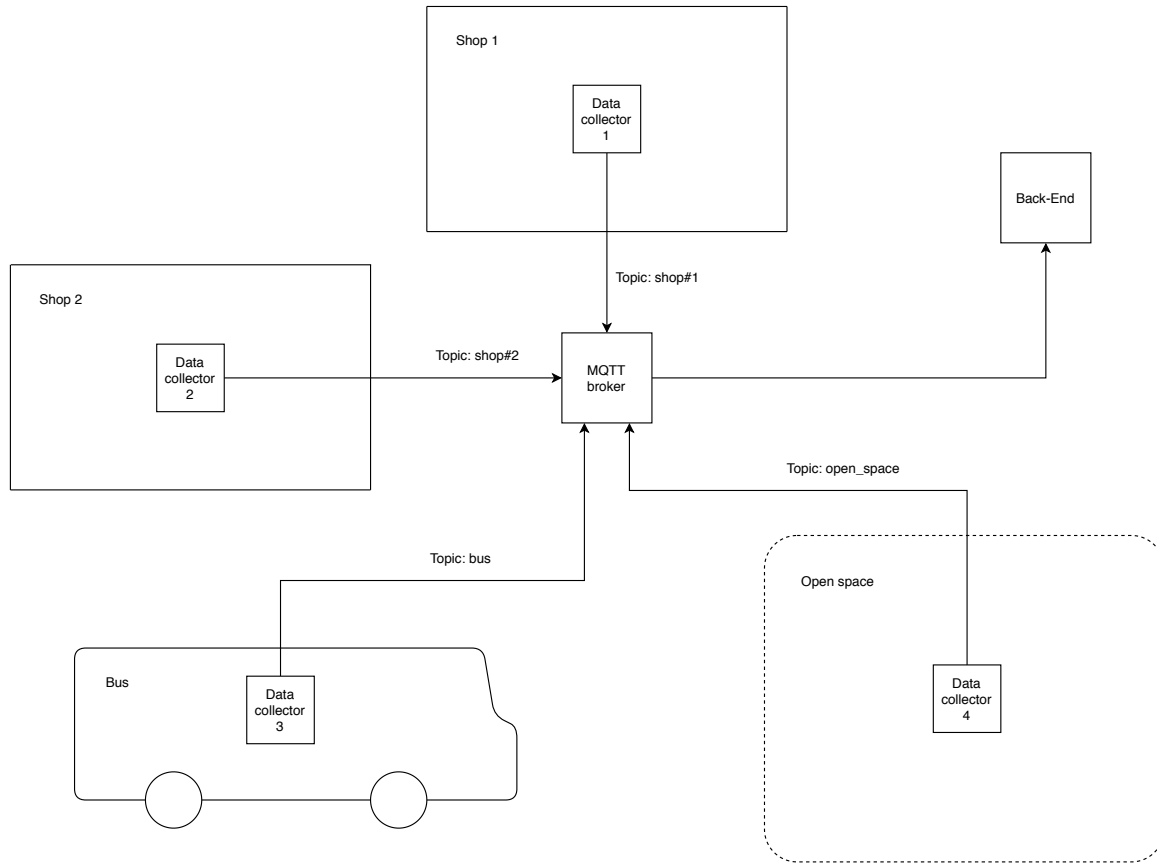 Shop 1
Data
collector
1
Back-End
Topic: shop#1
Shop 2
Data
collector
2
Topic: shop#2
MQTT
broker
Topic: open_space
Topic: bus
Open space
Bus
Data
collector
3
Data
collector
4